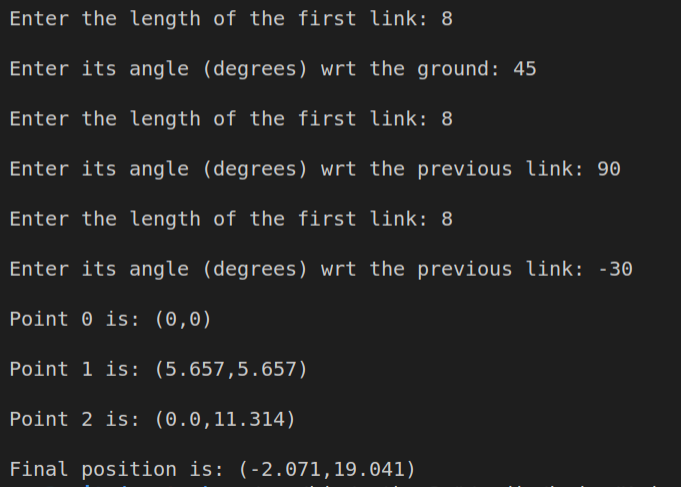 Enter the length of the first link: 8
Enter its angle (degrees) wrt the ground: 45
Enter the length of the first link: 8
Enter its angle (degrees) wrt the previous link: 90
Enter the length of the first link: 8
Enter its angle (degrees) wrt the previous link: -30
Point 0 is: (0,0)
Point 1 is: (5.657,5.657)
Point 2 is: (0.0,11.314)
Final position is: (-2.071,19.041)